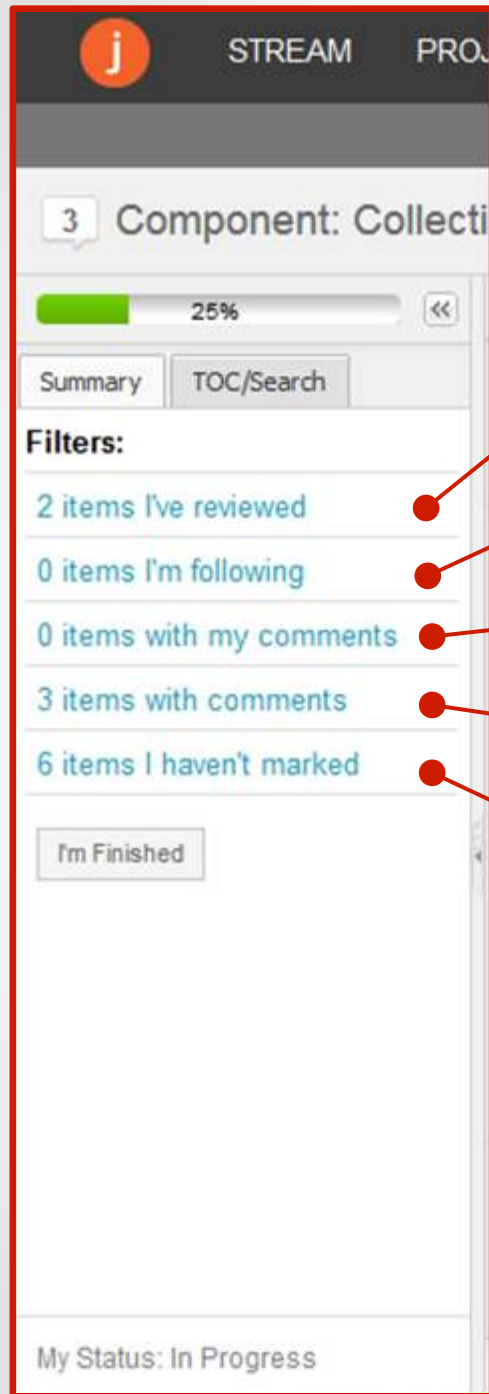 j STREAM PROJ
3 Component: Collecti
25% «
Summary TOC/Search
Filters:
2 items I've reviewed
0 items I'm following
0 items with my comments
3 items with comments
6 items I haven't marked
I'm Finished
My Status: In Progress